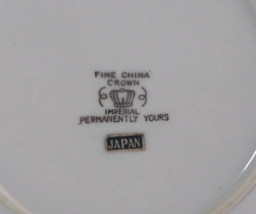 FINE CHINA
CROWN
IMPERIAL
PERMANENTLY YOURS
JAPAN